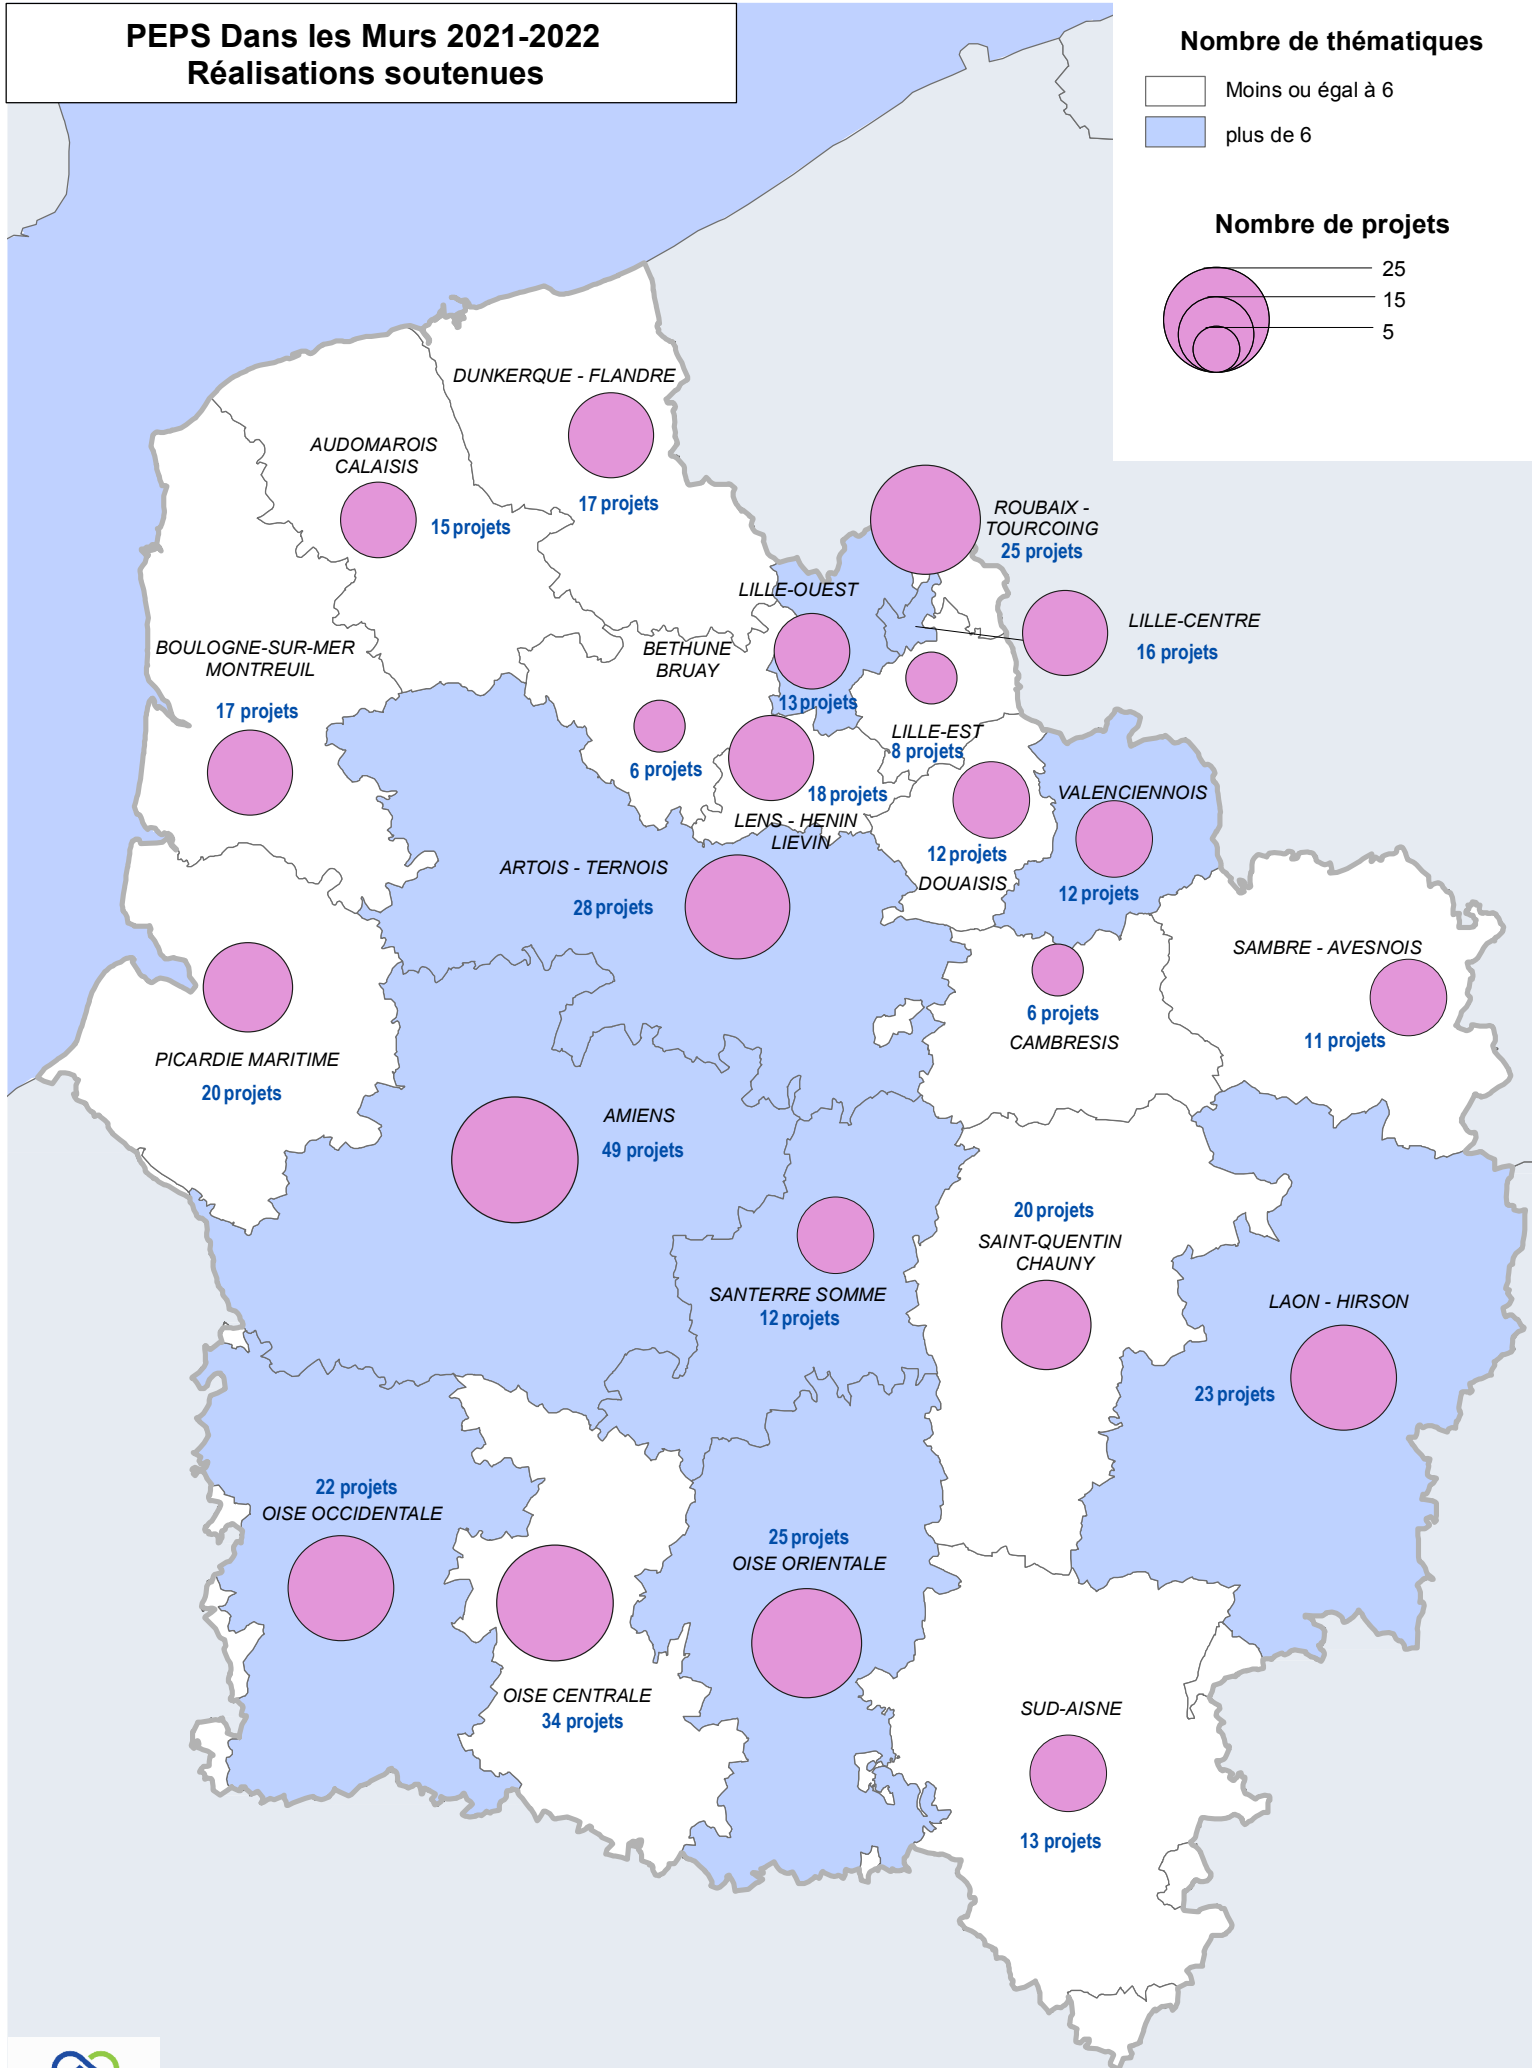 PEPS Dans les Murs 2021-2022
Réalisations soutenues
Nombre de thématiques
Moins ou égal à 6
plus de 6
Nombre de projets
25
15
5
DUNKERQUE - FLANDRE
17 projets
AUDOMAROIS
CALAISIS
15 projets
ROUBAIX -
TOURCOING
25 projets
LILLE-OUEST
13 projets
LILLE-CENTRE
16 projets
BOULOGNE-SUR-MER
MONTREUIL
17 projets
BETHUNE
BRUAY
6 projets
LILLE-EST
8 projets
18 projets
LENS - HENIN
LIEVIN
VALENCIENNOIS
12 projets
12 projets
DOUAISIS
ARTOIS - TERNOIS
28 projets
SAMBRE - AVESNOIS
11 projets
6 projets
CAMBRESIS
PICARDIE MARITIME
20 projets
AMIENS
49 projets
20 projets
SAINT-QUENTIN
CHAUNY
SANTERRE SOMME
12 projets
LAON - HIRSON
23 projets
22 projets
OISE OCCIDENTALE
25 projets
OISE ORIENTALE
OISE CENTRALE
34 projets
SUD-AISNE
13 projets